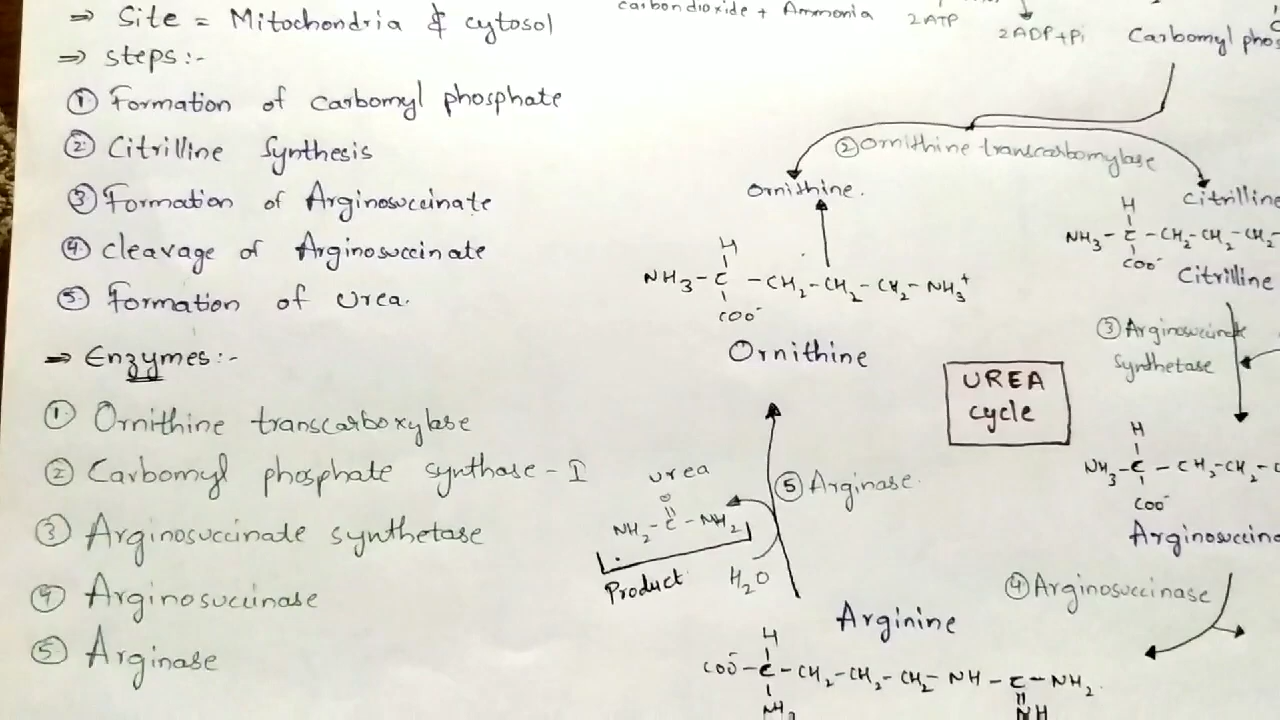 ⇒ Site = Mitochondria & cytosol
⇒ Steps:-
① Formation of Carbomyl phosphate
② Citrilline Synthesis
③ Formation of Arginosuccinate
④ cleavage of Arginosuccinate
⑤ Formation of Urea.
⇒ Enzymes:-
① Ornithine transcarboxylase
② Carbomyl phosphate synthase - I
③ Arginosuccinate synthetase
④ Arginosuccinase
⑤ Arginase
carbondioxide + Ammonia
2ATP
2ADP+Pi
Carbomyl phos
② Ornithine transcarbomylase
Ornithine.
Citrilline
H
NH3-C-CH2-CH2-CH2-NH3+
COO-
Ornithine
H
NH3-C-CH2-CH2-CH2-
COO-
Citrilline
③ Arginosuccinate
synthetase
UREA
cycle
H
NH3-C-CH2-CH2-C
COO-
Arginosuccin
④ Arginosuccinase
⑤ Arginase
urea
O
NH2-C-NH2
Product
H2O
Arginine
H
COO-C-CH2-CH2-CH2-NH-C-NH2.
NH3
NH